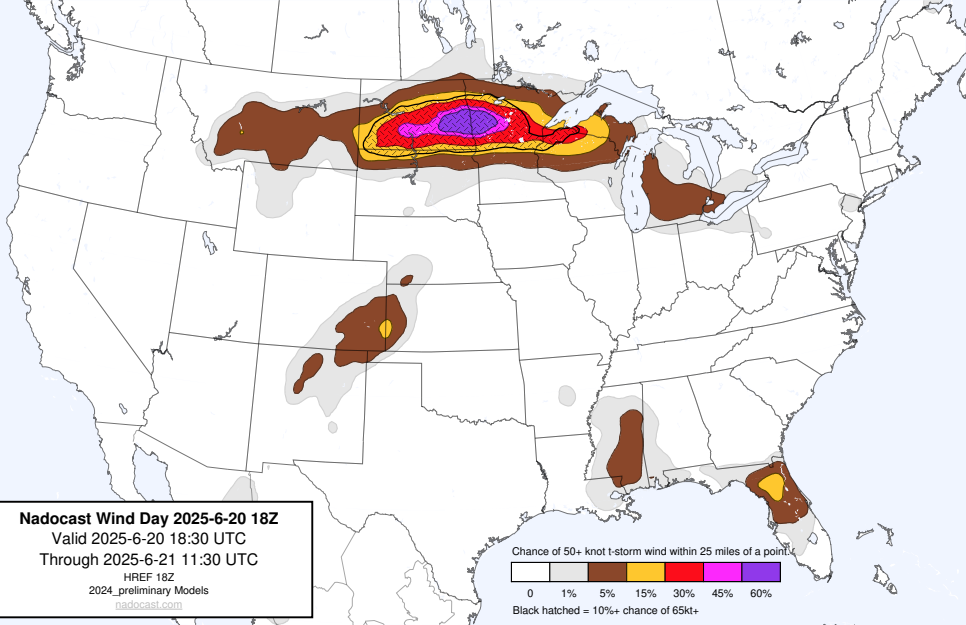 Nadocast Wind Day 2025-6-20 18Z
Valid 2025-6-20 18:30 UTC
Through 2025-6-21 11:30 UTC
HREF 18Z
2024_preliminary Models
nadocast.com
Chance of 50+ knot t-storm wind within 25 miles of a point.
0 1% 5% 15% 30% 45% 60%
Black hatched = 10%+ chance of 65kt+